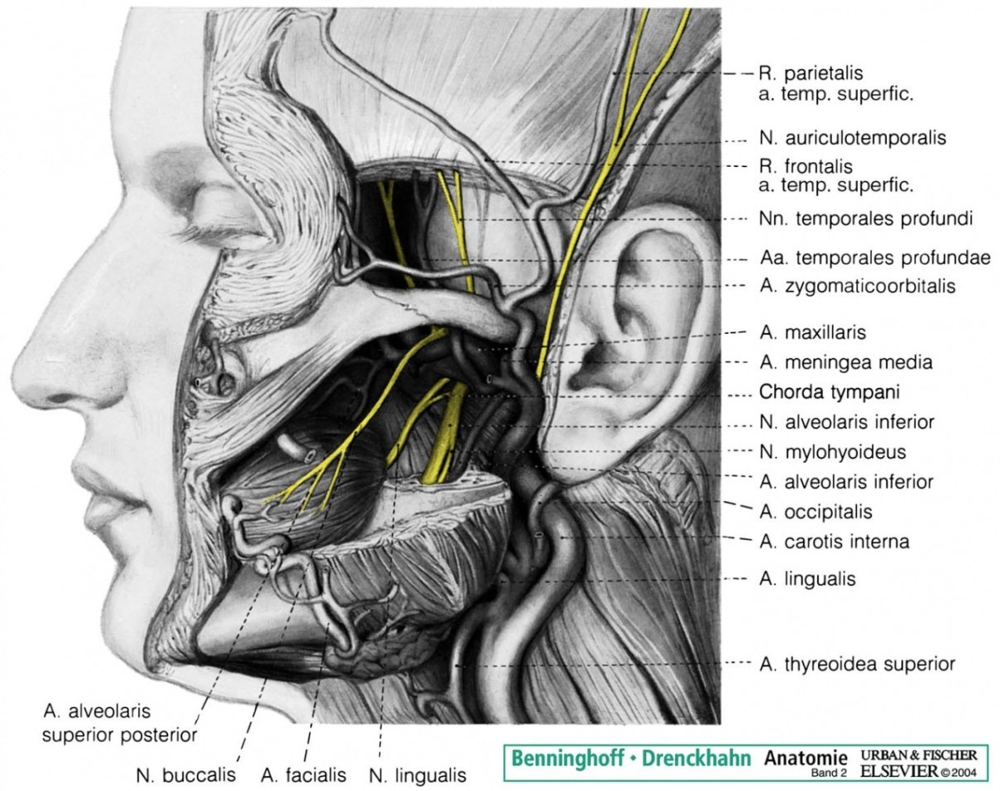 R. parietalis
a. temp. superfic.
N. auriculotemporalis
R. frontalis
a. temp. superfic.
Nn. temporales profundi
Aa. temporales profundae
A. zygomaticoorbitalis
A. maxillaris
A. meningea media
Chorda tympani
N. alveolaris inferior
N. mylohyoideus
A. alveolaris inferior
A. occipitalis
A. carotis interna
A. lingualis
A. thyreoidea superior
A. alveolaris
superior posterior
N. buccalis A. facialis N. lingualis
Benninghoff • Drenckhahn Anatomie URBAN & FISCHER
Band 2 ELSEVIER © 2004